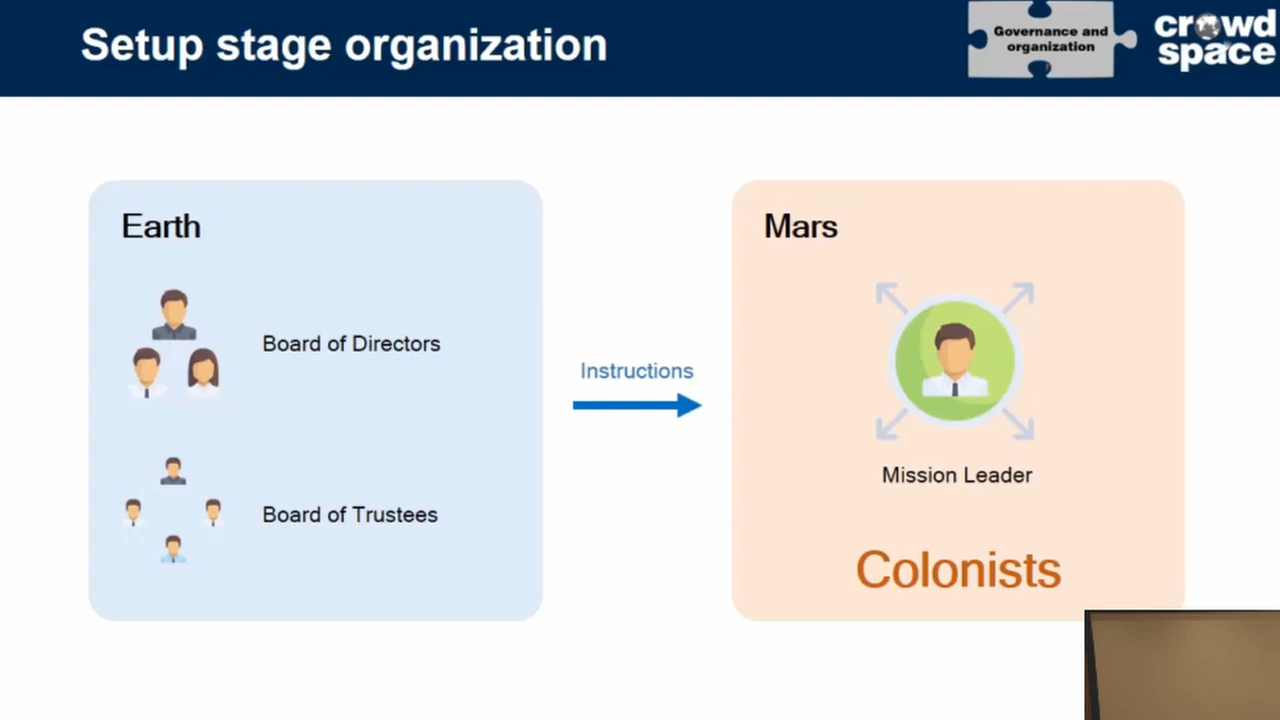 Setup stage organization
Governance and
organization
crowd
space
Earth
Board of Directors
Board of Trustees
Instructions
Mars
Mission Leader
Colonists